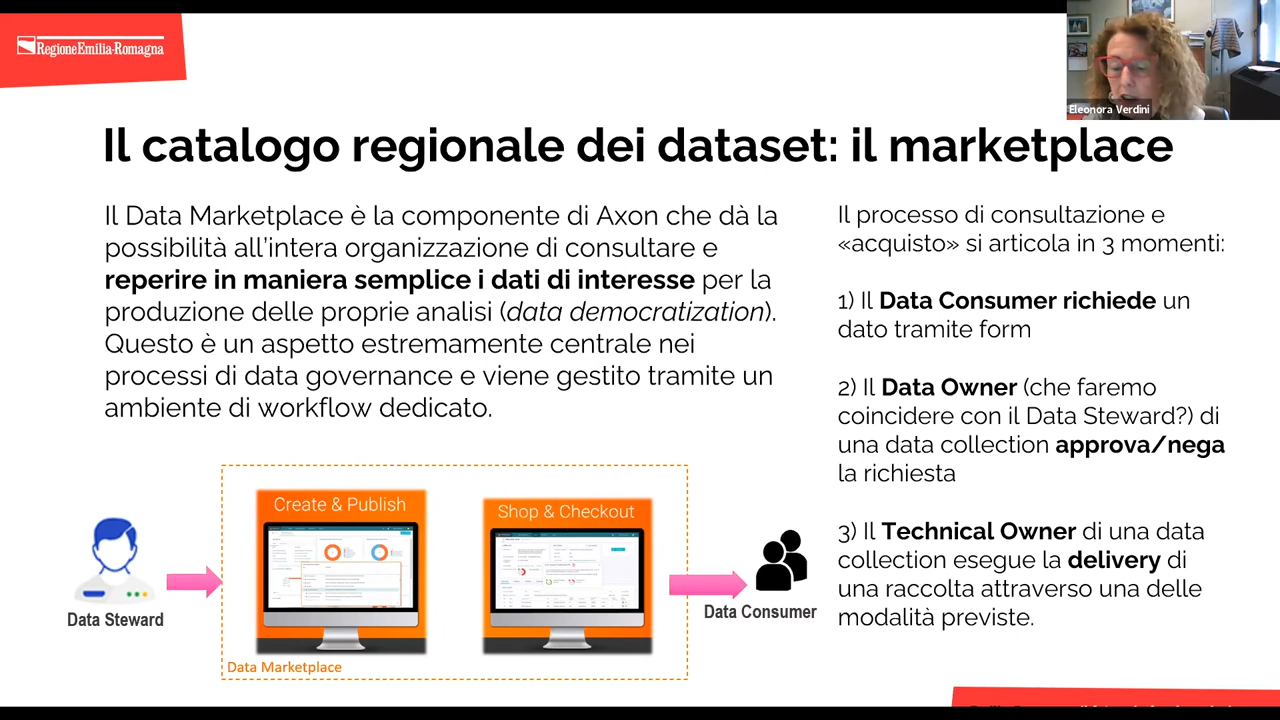 RegioneEmilia-Romagna
Eleonora Verdini
Il catalogo regionale dei dataset: il marketplace
Il Data Marketplace è la componente di Axon che dà la
possibilità all'intera organizzazione di consultare e
reperire in maniera semplice i dati di interesse per la
produzione delle proprie analisi (data democratization).
Questo è un aspetto estremamente centrale nei
processi di data governance e viene gestito tramite un
ambiente di workflow dedicato.
Il processo di consultazione e
«acquisto» si articola in 3 momenti:
1) Il Data Consumer richiede un
dato tramite form
2) Il Data Owner (che faremo
coincidere con il Data Steward?) di
una data collection approva/nega
la richiesta
3) Il Technical Owner di una data
collection esegue la delivery di
una raccolta attraverso una delle
modalità previste.
Create & Publish
Shop & Checkout
Data Steward
Data Consumer
Data Marketplace